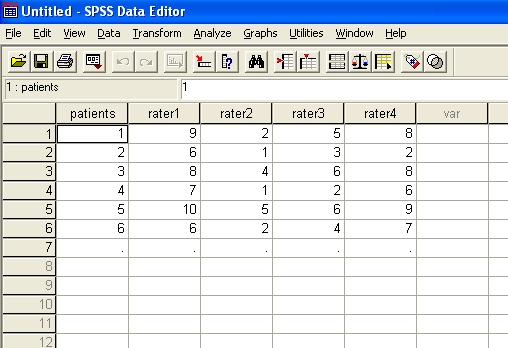 Untitled - SPSS Data Editor
File Edit View Data Transform Analyze Graphs Utilities Window Help
1 : patients 1
patients rater1 rater2 rater3 rater4 var
1 1 9 2 5 8
2 2 6 1 3 2
3 3 8 4 6 8
4 4 7 1 2 6
5 5 10 5 6 9
6 6 6 2 4 7
7 . . . . .
8
9
10
11
12